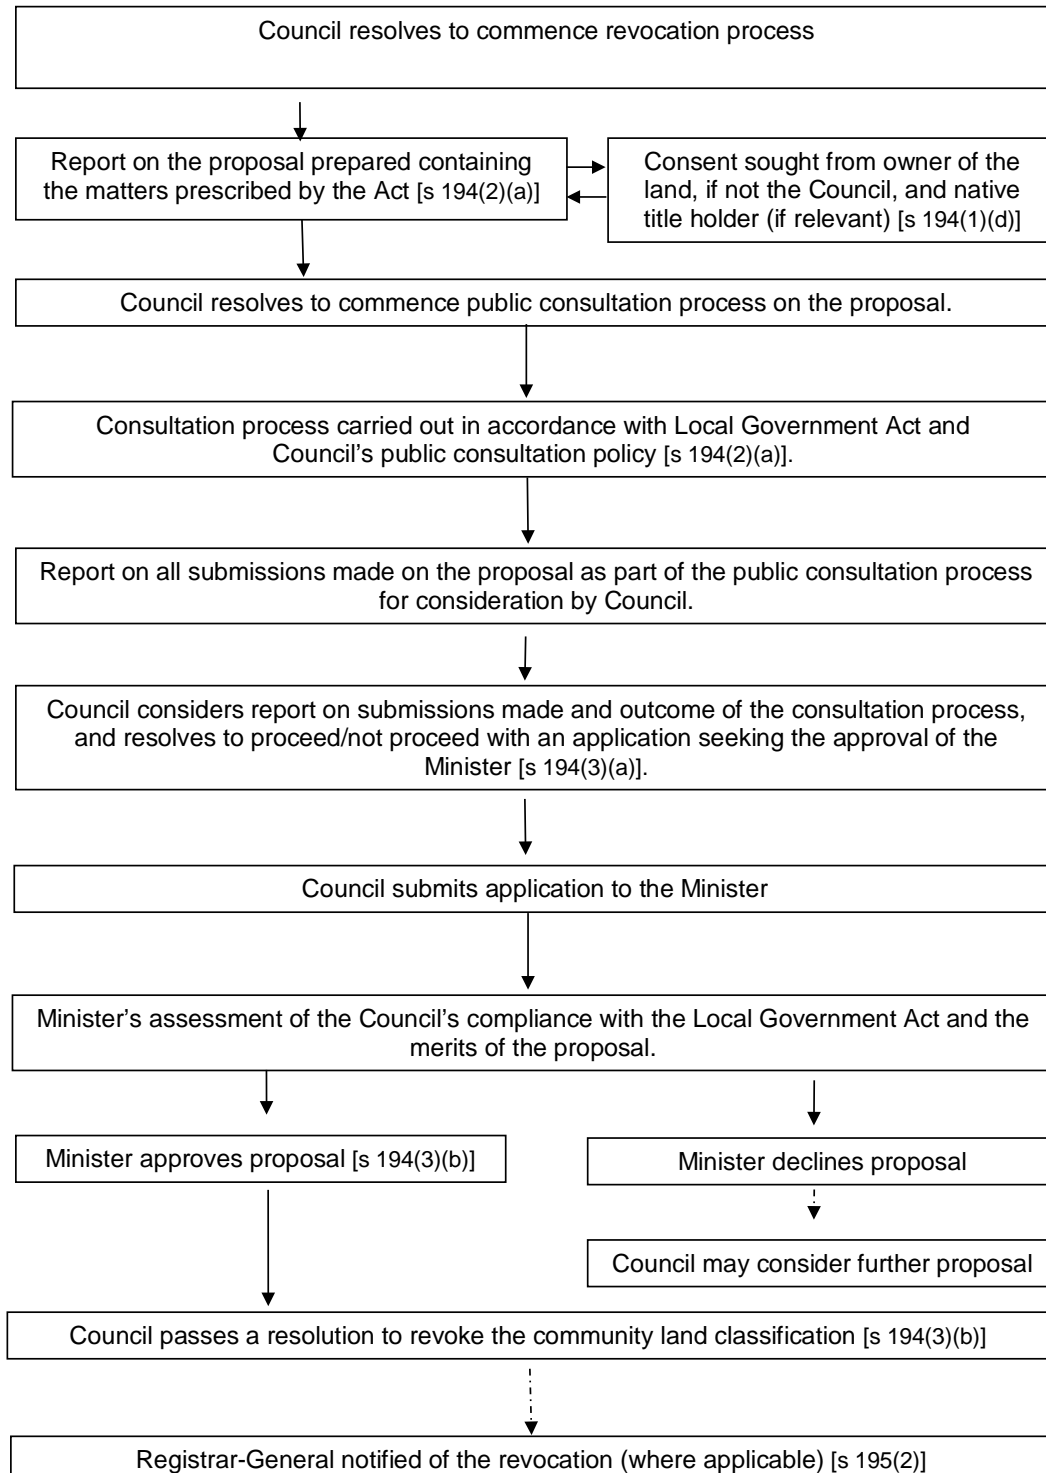 Council resolves to commence revocation process
Report on the proposal prepared containing
the matters prescribed by the Act [s 194(2)(a)]
Consent sought from owner of the
land, if not the Council, and native
title holder (if relevant) [s 194(1)(d)]
Council resolves to commence public consultation process on the proposal.
Consultation process carried out in accordance with Local Government Act and
Council’s public consultation policy [s 194(2)(a)].
Report on all submissions made on the proposal as part of the public consultation process
for consideration by Council.
Council considers report on submissions made and outcome of the consultation process,
and resolves to proceed/not proceed with an application seeking the approval of the
Minister [s 194(3)(a)].
Council submits application to the Minister
Minister’s assessment of the Council’s compliance with the Local Government Act and the
merits of the proposal.
Minister approves proposal [s 194(3)(b)]
Minister declines proposal
Council may consider further proposal
Council passes a resolution to revoke the community land classification [s 194(3)(b)]
Registrar-General notified of the revocation (where applicable) [s 195(2)]